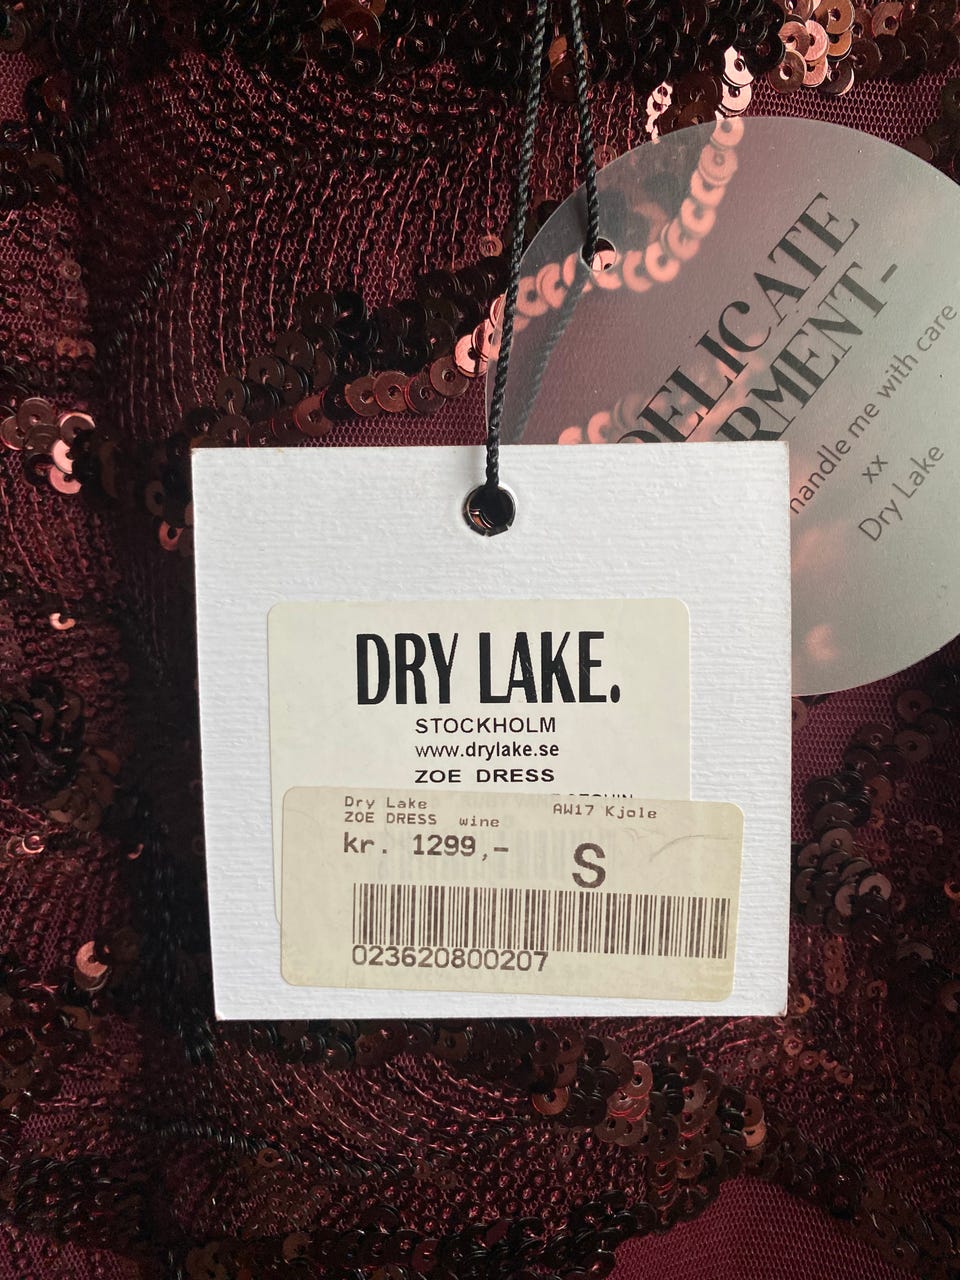 DELICATE
RMENT-
handle me with care
xx
Dry Lake
DRY LAKE.
STOCKHOLM
www.drylake.se
ZOE DRESS
Dry Lake AW17 Kjole
ZOE DRESS wine
kr. 1299,-
S
023620800207